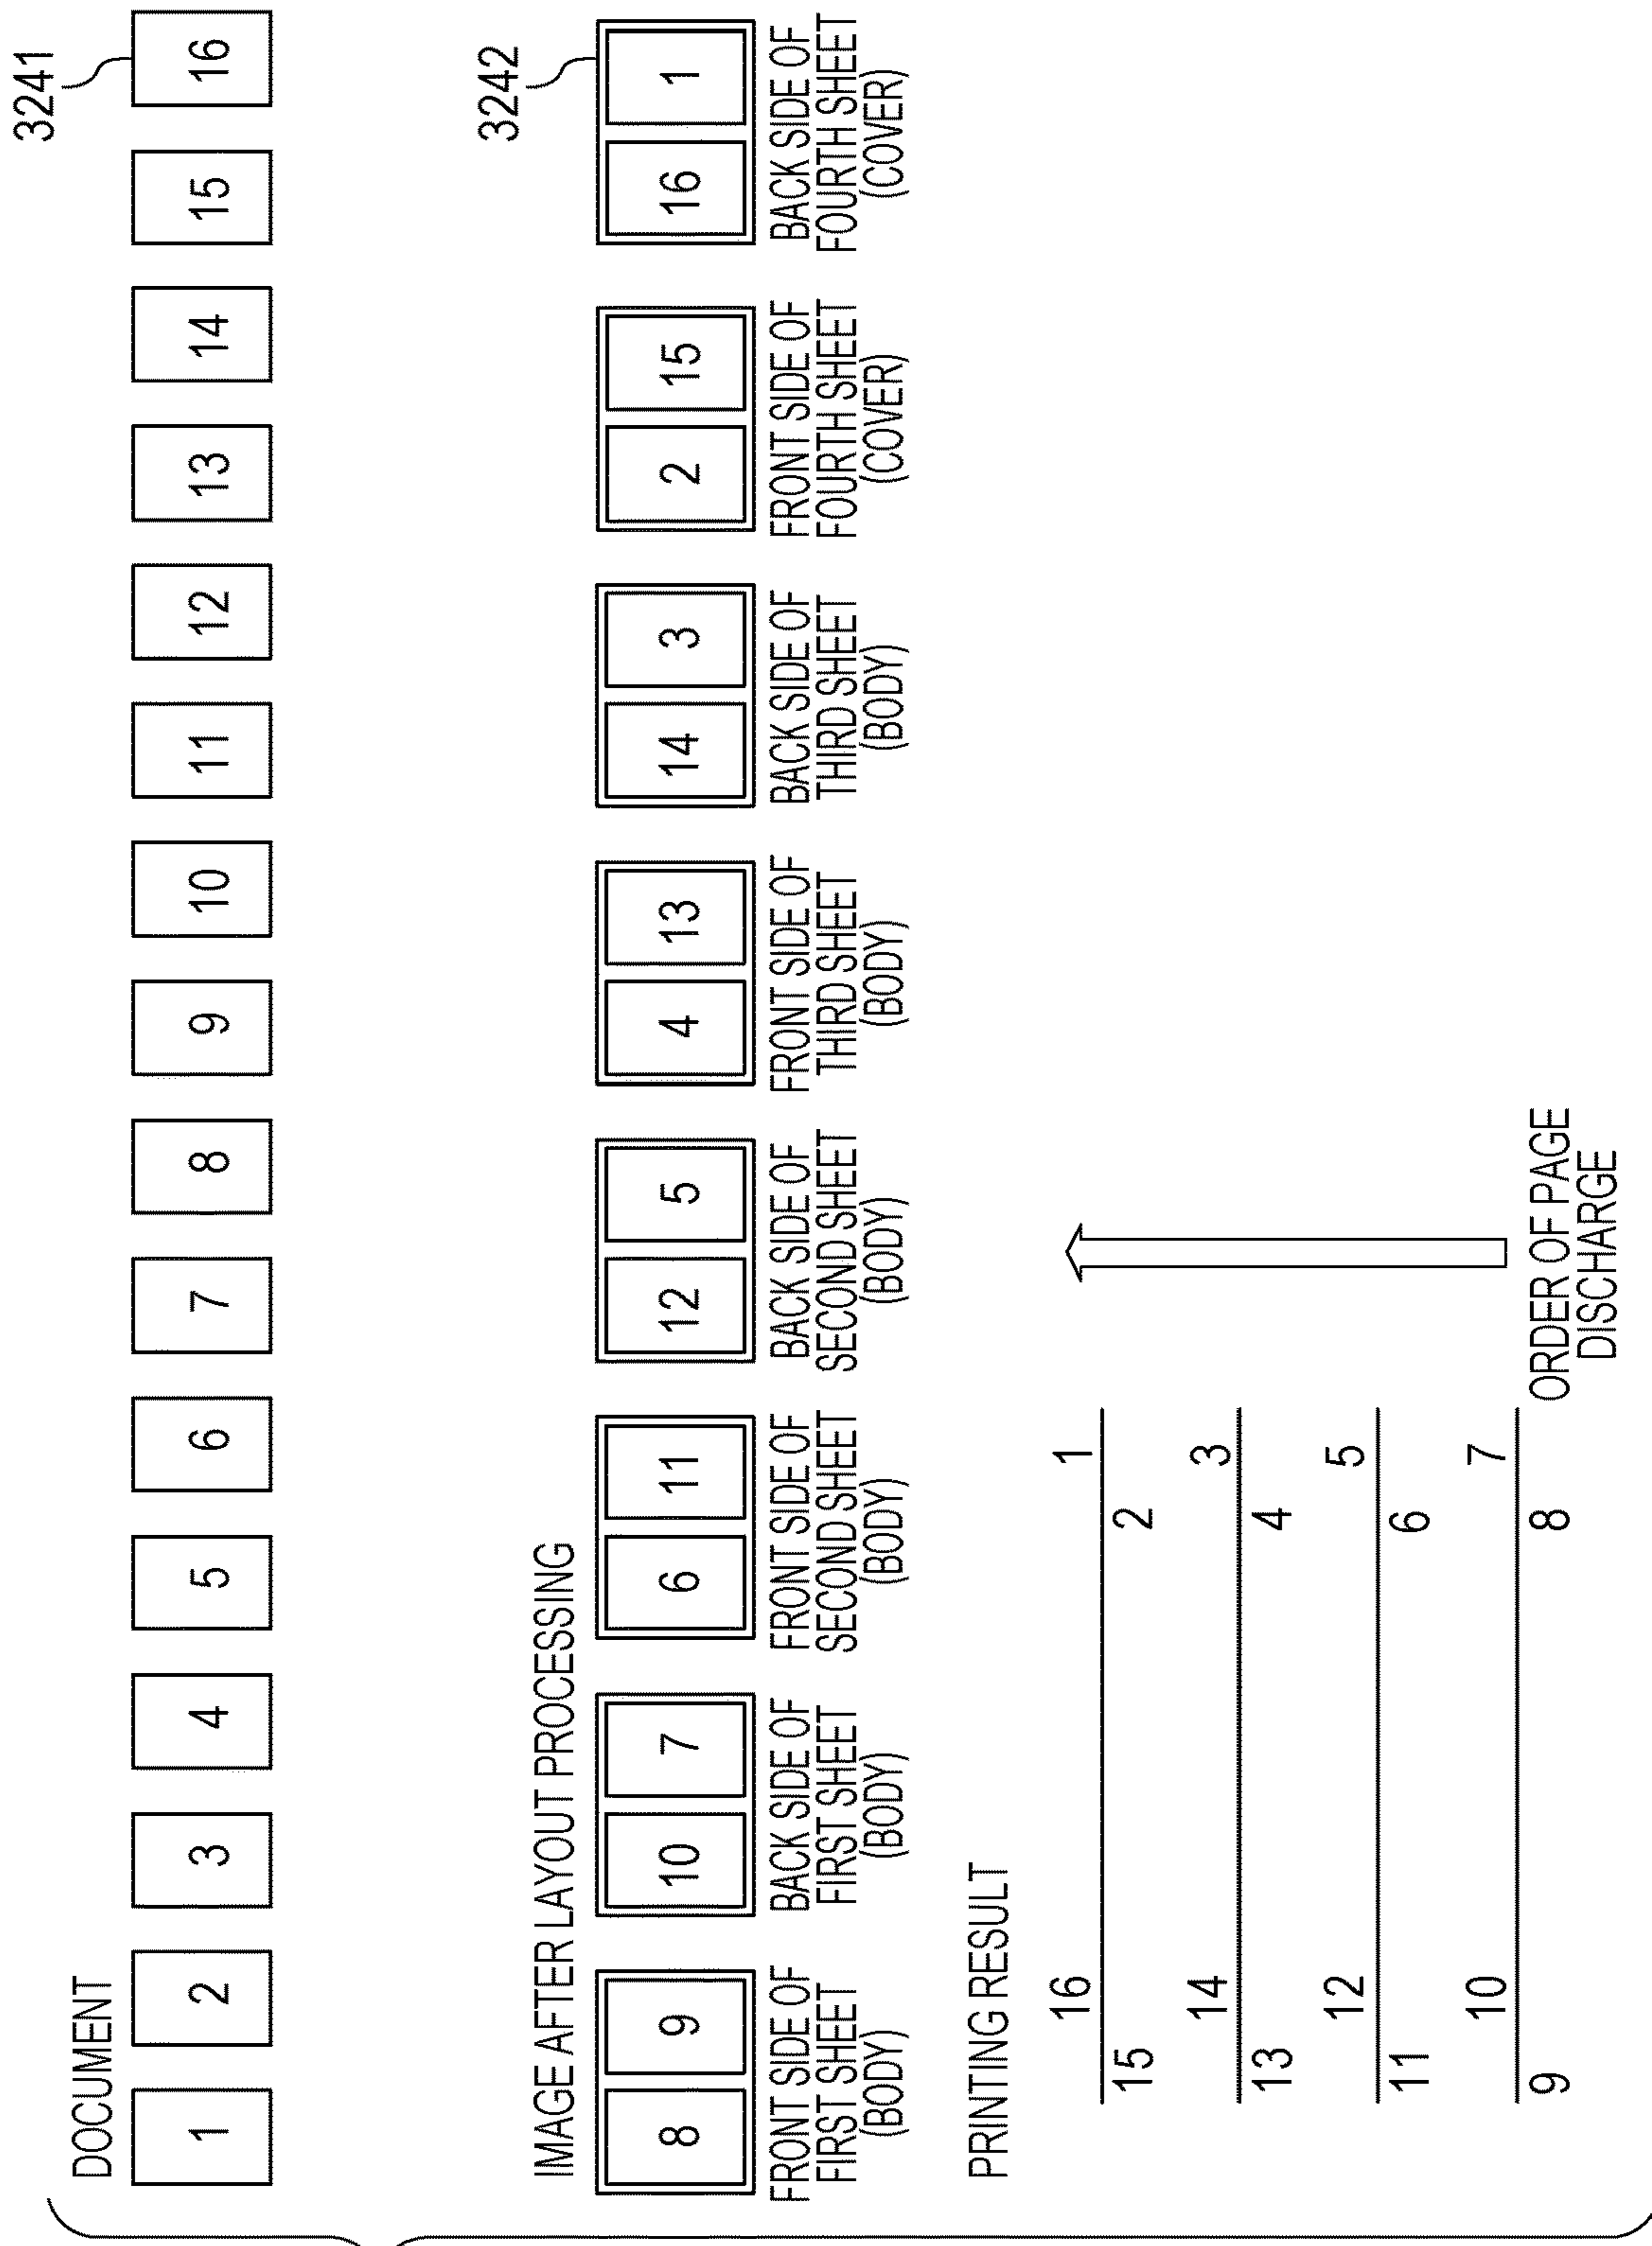 3241
DOCUMENT
1 2 3 4 5 6 7 8 9 10 11 12 13 14 15 16
3242
IMAGE AFTER LAYOUT PROCESSING
8 9
FRONT SIDE OF
FIRST SHEET
(BODY)
10 7
BACK SIDE OF
FIRST SHEET
(BODY)
6 11
FRONT SIDE OF
SECOND SHEET
(BODY)
12 5
BACK SIDE OF
SECOND SHEET
(BODY)
4 13
FRONT SIDE OF
THIRD SHEET
(BODY)
14 3
BACK SIDE OF
THIRD SHEET
(BODY)
2 15
FRONT SIDE OF
FOURTH SHEET
(COVER)
16 1
BACK SIDE OF
FOURTH SHEET
(COVER)
PRINTING RESULT
16 1
15 2
14 3
13 4
12 5
11 6
10 7
9 8
ORDER OF PAGE
DISCHARGE